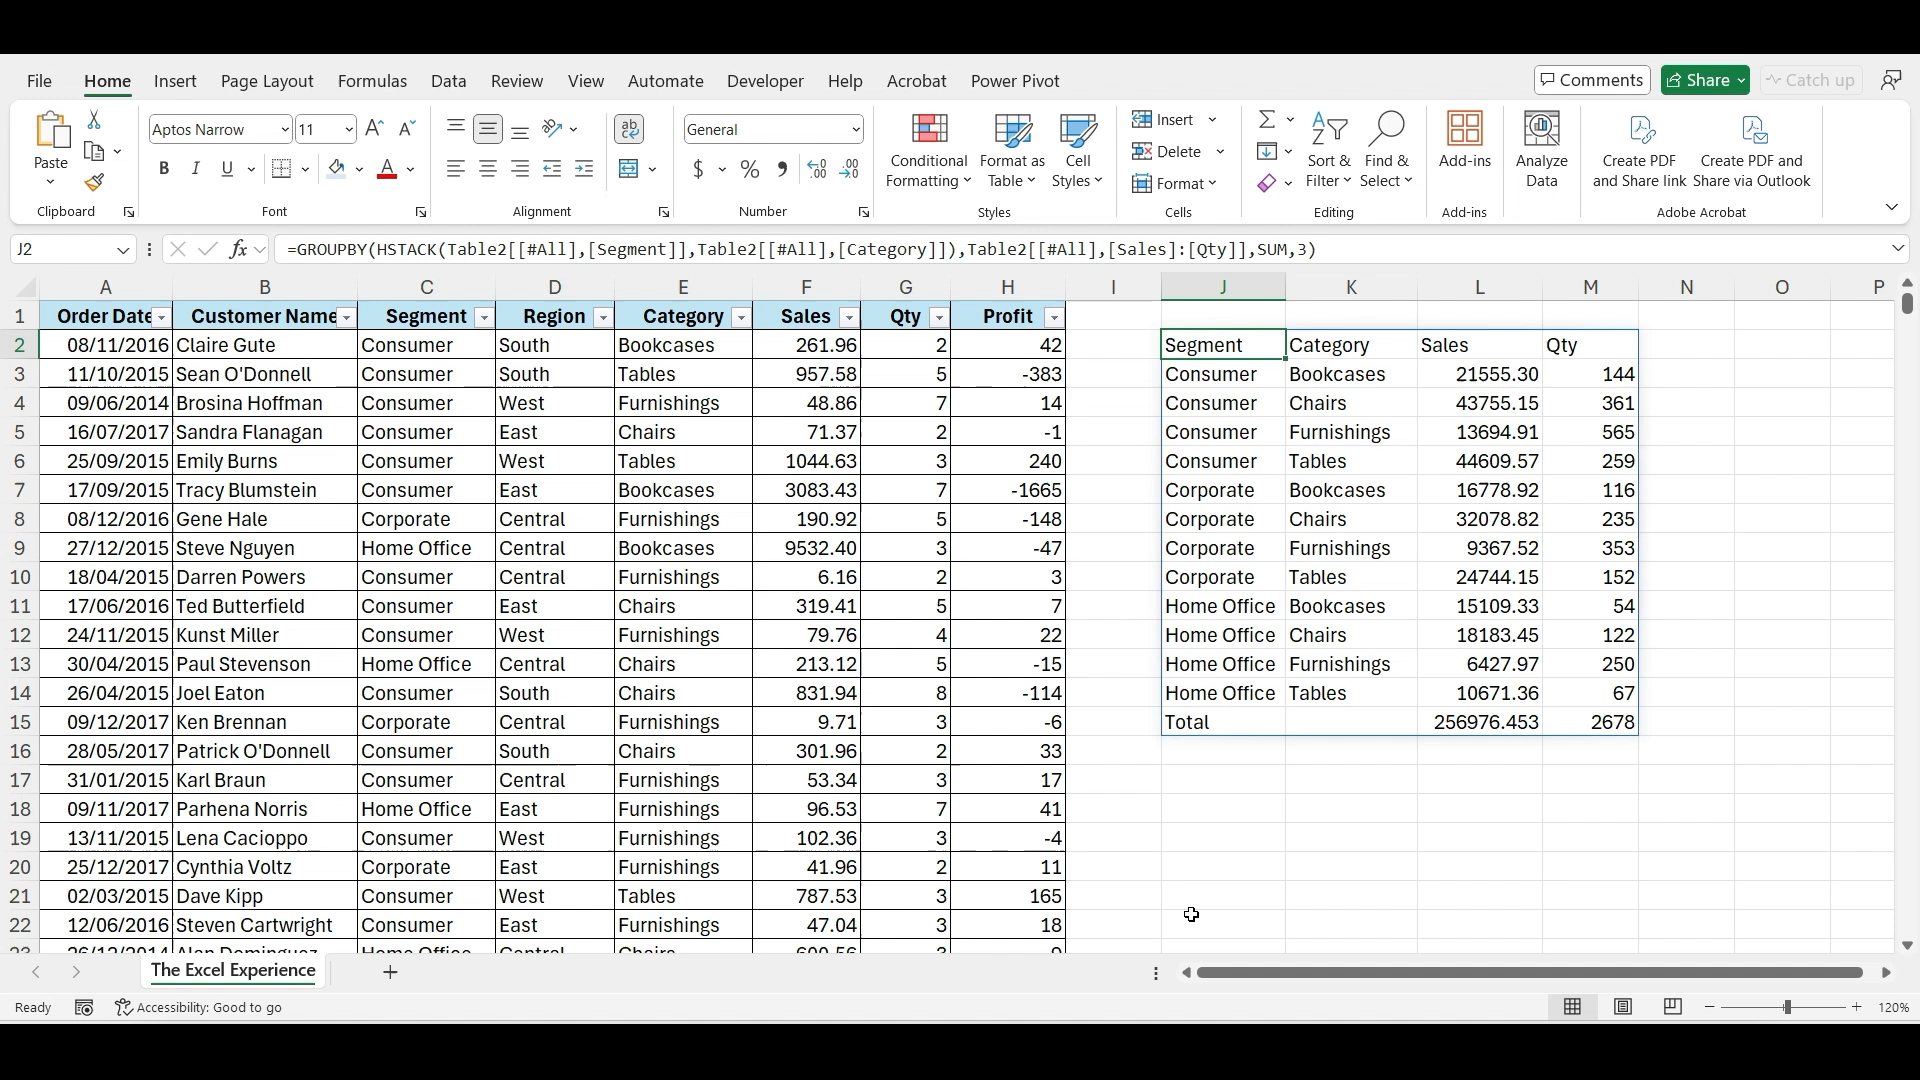 File Home Insert Page Layout Formulas Data Review View Automate Developer Help Acrobat Power Pivot Comments Share Catch up
Paste
Aptos Narrow 11
B I U
General
$ % 9
Conditional Formatting
Format as Table
Cell Styles
Insert
Delete
Format
Sort & Filter
Find & Select
Add-ins
Analyze Data
Create PDF and Share link
Create PDF and Share via Outlook
Clipboard Font Alignment Number Styles Cells Editing Add-ins Adobe Acrobat
J2 fx =GROUPBY(HSTACK(Table2[[#All],[Segment]],Table2[[#All],[Category]]),Table2[[#All],[Sales]:[Qty]],SUM,3)
A B C D E F G H I J K L M N O P
1 Order Date Customer Name Segment Region Category Sales Qty Profit
2 08/11/2016 Claire Gute Consumer South Bookcases 261.96 2 42 Segment Category Sales Qty
3 11/10/2015 Sean O'Donnell Consumer South Tables 957.58 5 -383 Consumer Bookcases 21555.30 144
4 09/06/2014 Brosina Hoffman Consumer West Furnishings 48.86 7 14 Consumer Chairs 43755.15 361
5 16/07/2017 Sandra Flanagan Consumer East Chairs 71.37 2 -1 Consumer Furnishings 13694.91 565
6 25/09/2015 Emily Burns Consumer West Tables 1044.63 3 240 Consumer Tables 44609.57 259
7 17/09/2015 Tracy Blumstein Consumer East Bookcases 3083.43 7 -1665 Corporate Bookcases 16778.92 116
8 08/12/2016 Gene Hale Corporate Central Furnishings 190.92 5 -148 Corporate Chairs 32078.82 235
9 27/12/2015 Steve Nguyen Home Office Central Bookcases 9532.40 3 -47 Corporate Furnishings 9367.52 353
10 18/04/2015 Darren Powers Consumer Central Furnishings 6.16 2 3 Corporate Tables 24744.15 152
11 17/06/2016 Ted Butterfield Consumer East Chairs 319.41 5 7 Home Office Bookcases 15109.33 54
12 24/11/2015 Kunst Miller Consumer West Furnishings 79.76 4 22 Home Office Chairs 18183.45 122
13 30/04/2015 Paul Stevenson Home Office Central Chairs 213.12 5 -15 Home Office Furnishings 6427.97 250
14 26/04/2015 Joel Eaton Consumer South Chairs 831.94 8 -114 Home Office Tables 10671.36 67
15 09/12/2017 Ken Brennan Corporate Central Furnishings 9.71 3 -6 Total 256976.453 2678
16 28/05/2017 Patrick O'Donnell Consumer South Chairs 301.96 2 33
17 31/01/2015 Karl Braun Consumer Central Furnishings 53.34 3 17
18 09/11/2017 Parhena Norris Home Office East Furnishings 96.53 7 41
19 13/11/2015 Lena Cacioppo Consumer West Furnishings 102.36 3 -4
20 25/12/2017 Cynthia Voltz Corporate East Furnishings 41.96 2 11
21 02/03/2015 Dave Kipp Consumer West Tables 787.53 3 165
22 12/06/2016 Steven Cartwright Consumer East Furnishings 47.04 3 18
The Excel Experience
Ready Accessibility: Good to go 120%